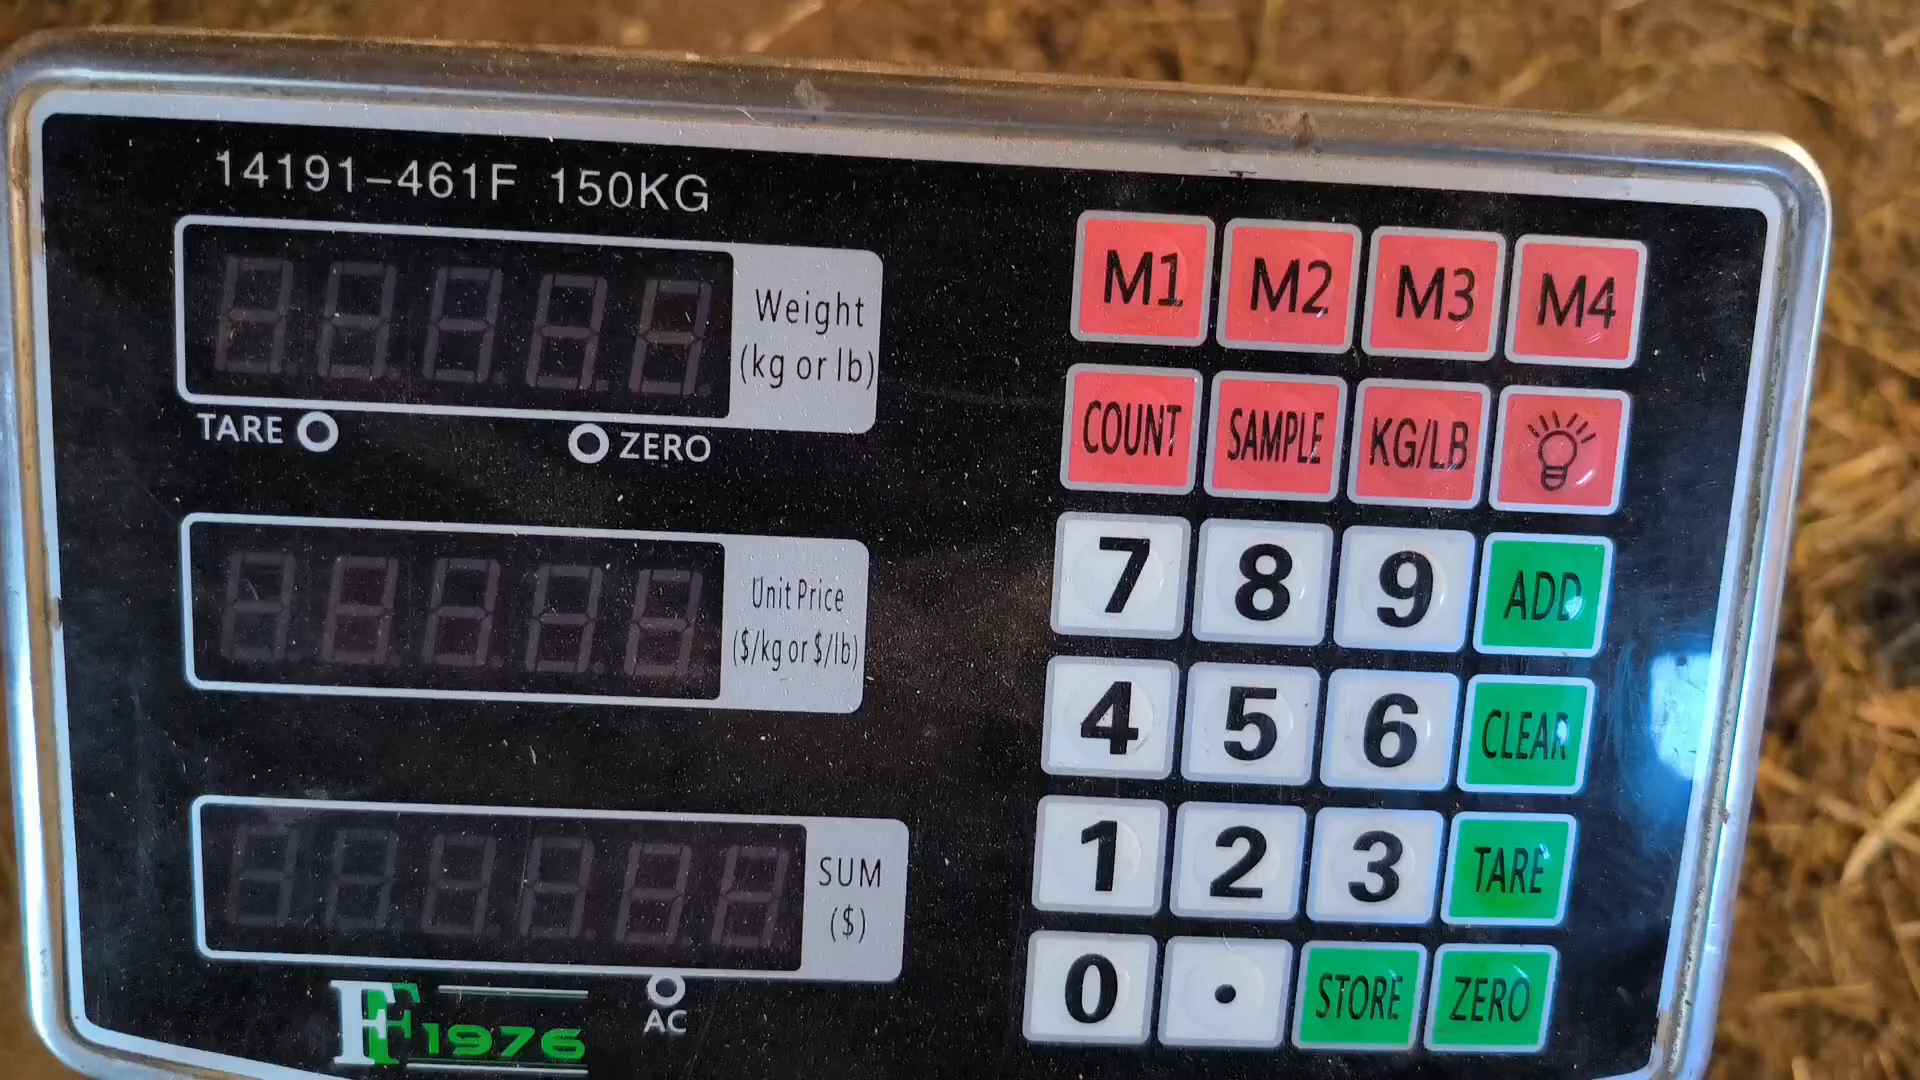 14191-461F 150KG
Weight
(kg or lb)
TARE
ZERO
Unit Price
($/kg or $/lb)
SUM
($)
AC
F 1976
M1 M2 M3 M4
COUNT SAMPLE KG/LB
7 8 9 ADD
4 5 6 CLEAR
1 2 3 TARE
0 . STORE ZERO